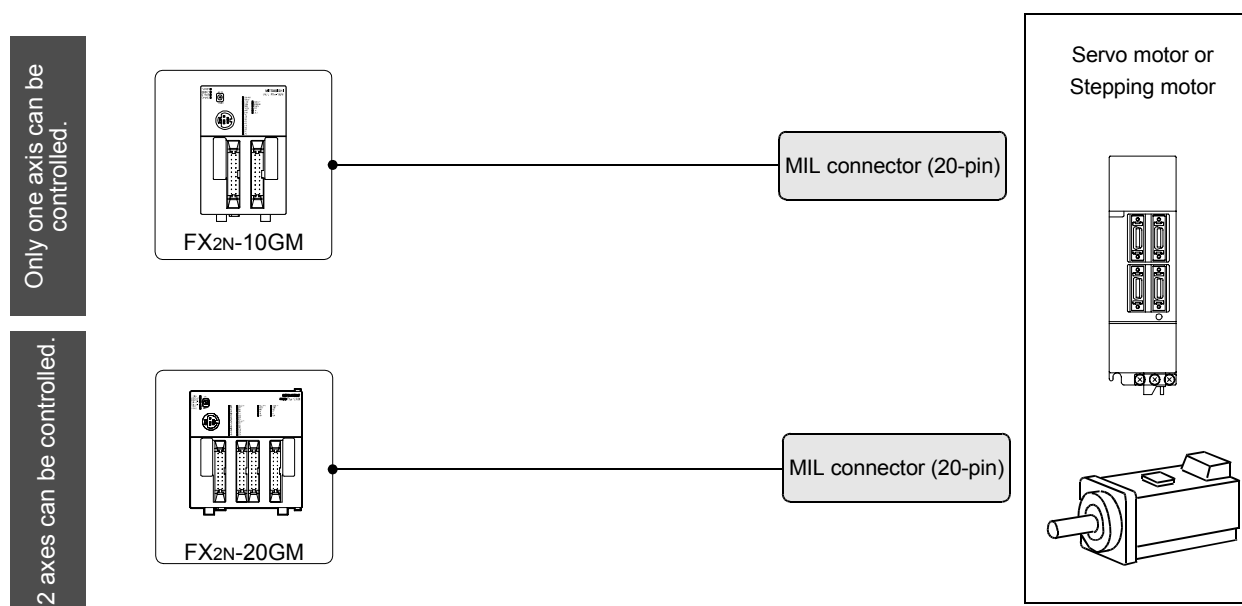 Only one axis can be
controlled.
FX2N-10GM
MIL connector (20-pin)
Servo motor or
Stepping motor
2 axes can be controlled.
FX2N-20GM
MIL connector (20-pin)